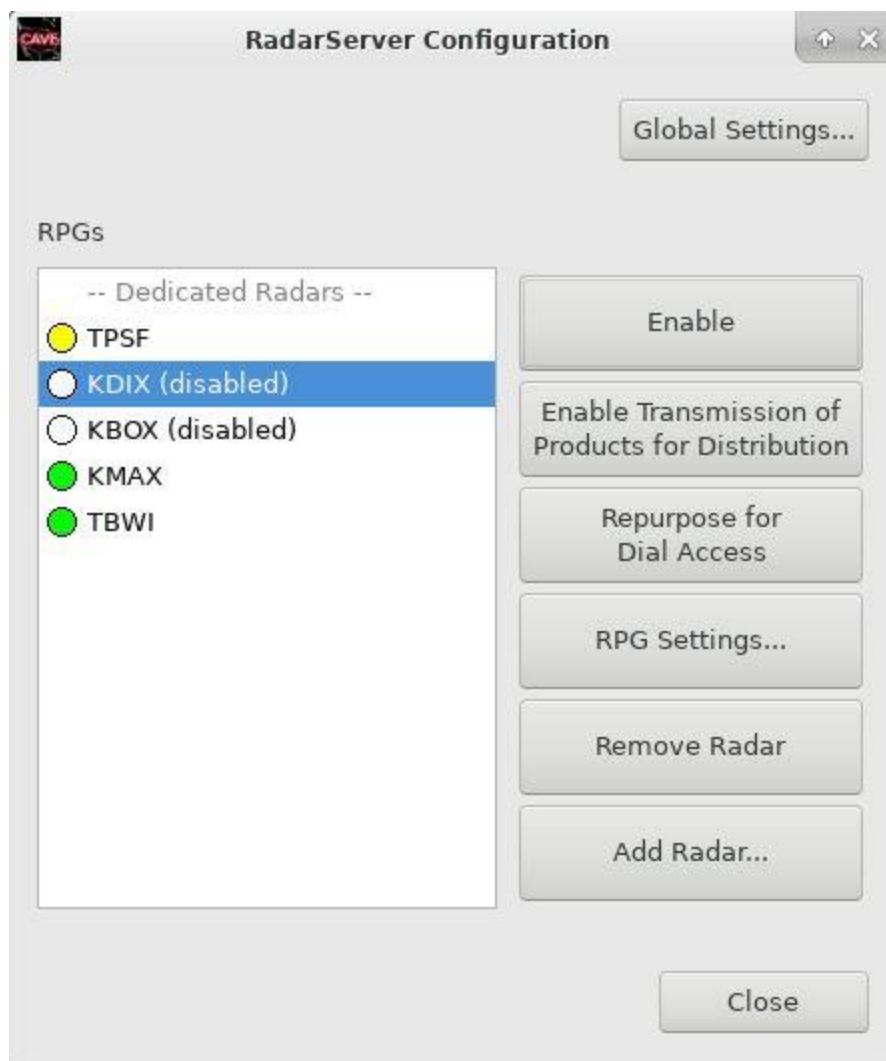 CAVE
RadarServer Configuration
Global Settings...
RPGs
-- Dedicated Radars --
TPSF
KDIX (disabled)
KBOX (disabled)
KMAX
TBWI
Enable
Enable Transmission of
Products for Distribution
Repurpose for
Dial Access
RPG Settings...
Remove Radar
Add Radar...
Close